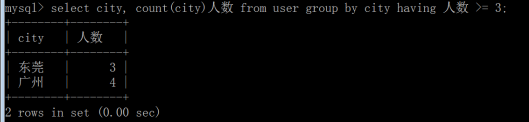 mysql> select city, count(city)人数 from user group by city having 人数 >= 3;
+--------+--------+
| city   | 人数   |
+--------+--------+
| 东莞   |      3 |
| 广州   |      4 |
+--------+--------+
2 rows in set (0.00 sec)